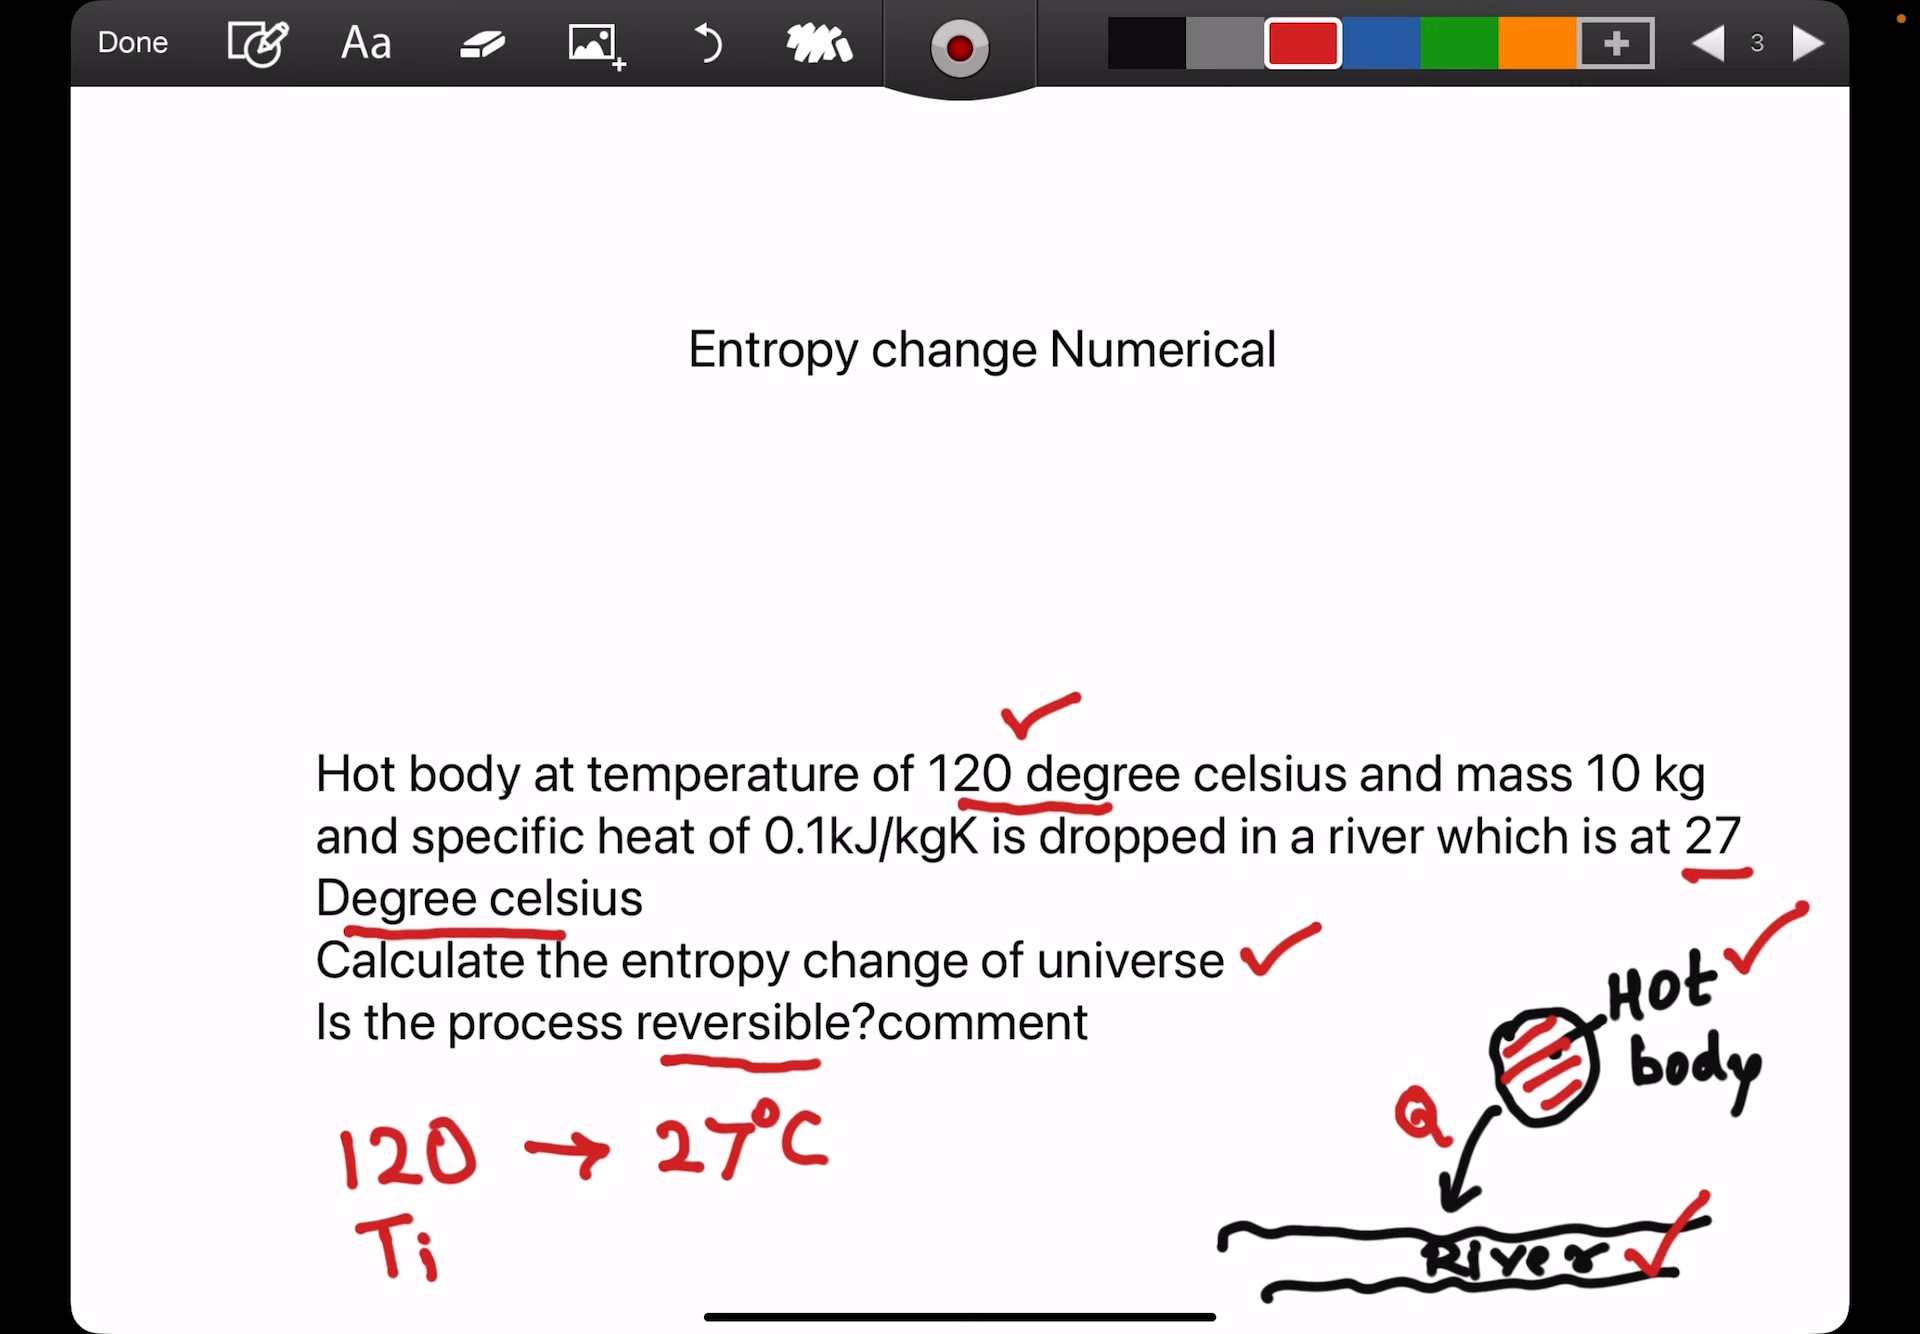 Done Aa 3
Entropy change Numerical
Hot body at temperature of 120 degree celsius and mass 10 kg
and specific heat of 0.1kJ/kgK is dropped in a river which is at 27
Degree celsius
Calculate the entropy change of universe
Is the process reversible?comment
Hot
body
Q
120 → 27°C
Ti
River